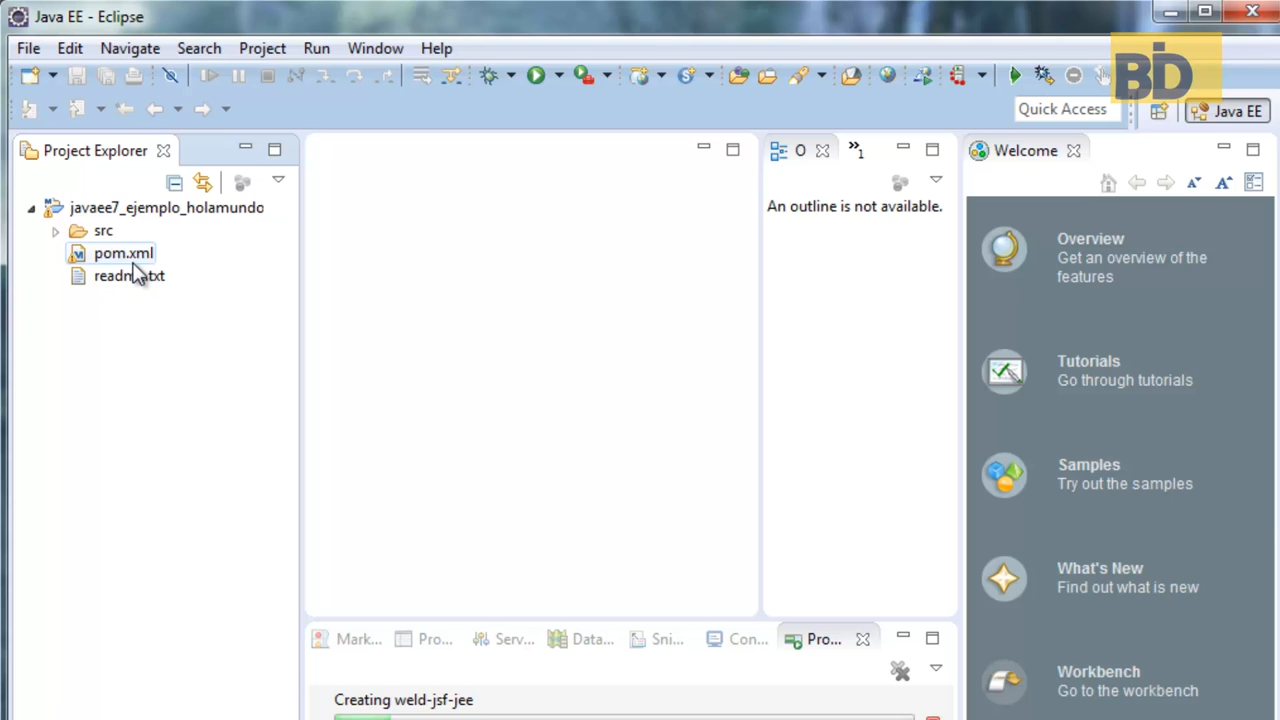 Java EE - Eclipse
File Edit Navigate Search Project Run Window Help
BID
Quick Access
Java EE
Project Explorer
javaee7_ejemplo_holamundo
src
pom.xml
O
»1
An outline is not available.
Welcome
Overview
Get an overview of the
features
Tutorials
Go through tutorials
Samples
Try out the samples
What's New
Find out what is new
Workbench
Go to the workbench
Mark... Pro... Serv... Data... Sni... Con... Pro...
Creating weld-jsf-jee